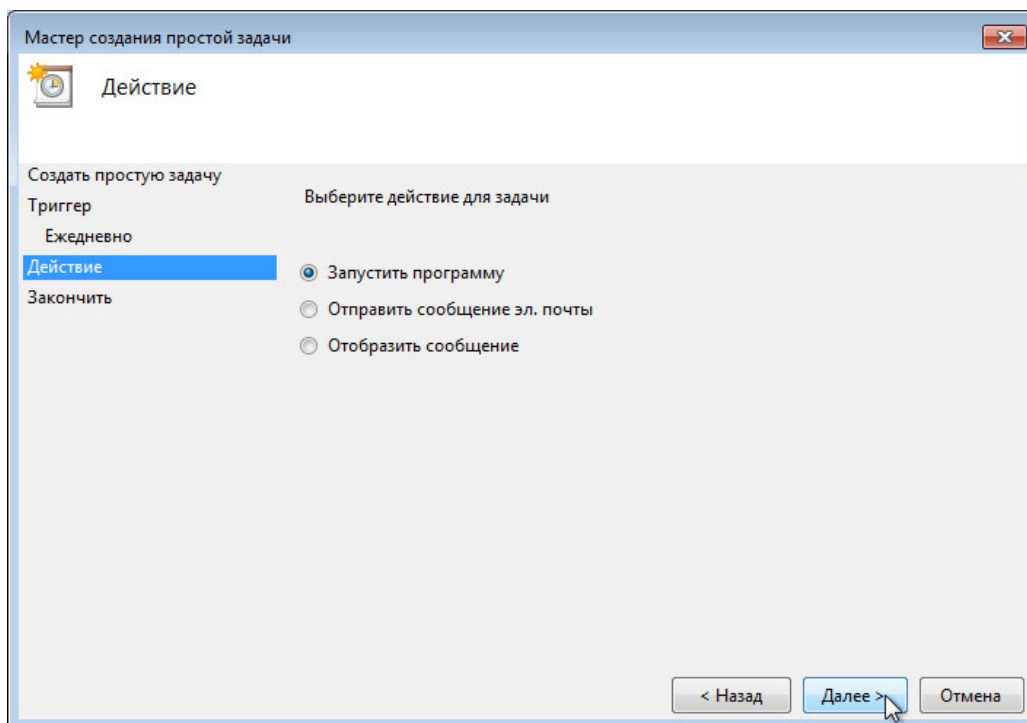 Мастер создания простой задачи
Действие
Создать простую задачу
Триггер
Ежедневно
Действие
Закончить
Выберите действие для задачи
Запустить программу
Отправить сообщение эл. почты
Отобразить сообщение
< Назад
Далее >
Отмена